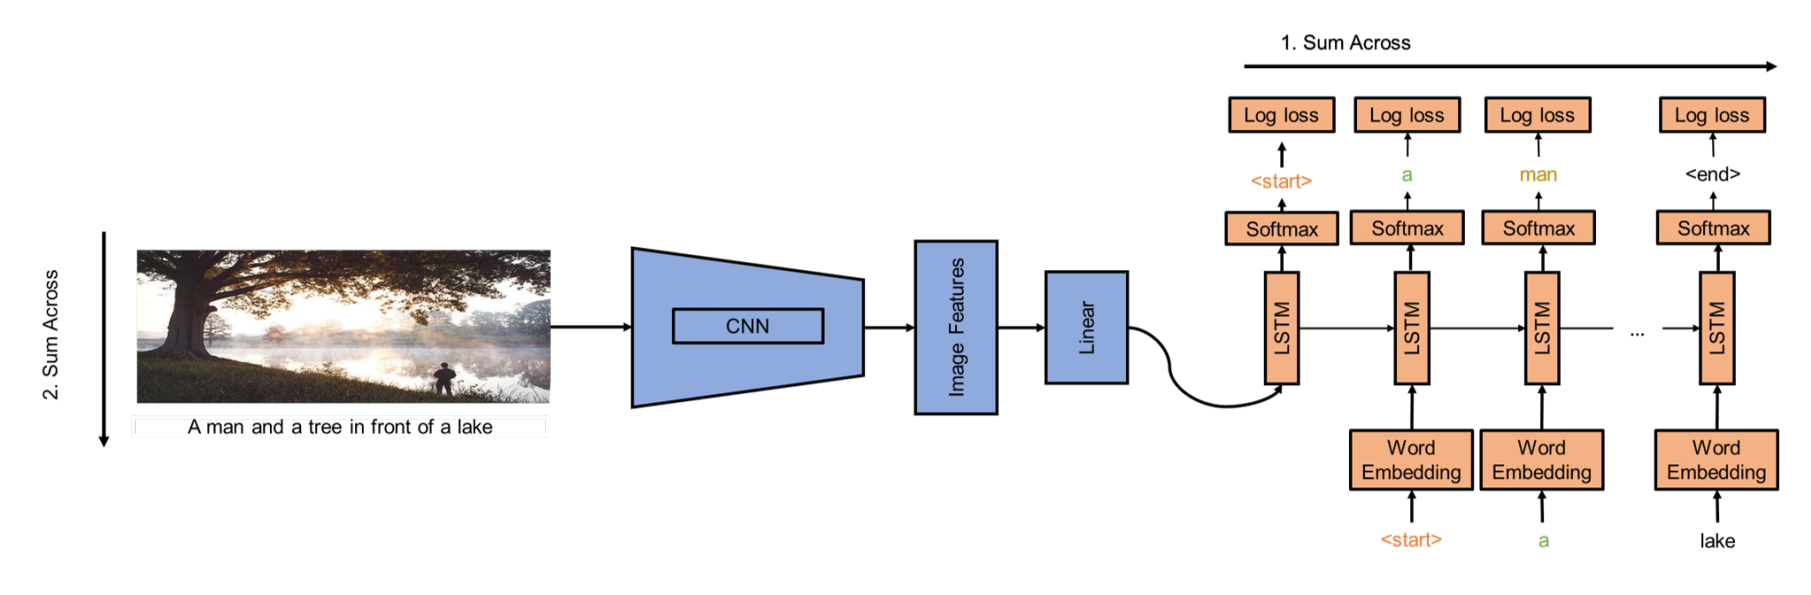 1. Sum Across
Log loss Log loss Log loss Log loss
<start> a man <end>
Softmax Softmax Softmax Softmax
2. Sum Across
A man and a tree in front of a lake
CNN
Image Features
Linear
LSTM LSTM LSTM ... LSTM
Word Word Word
Embedding Embedding Embedding
<start> a lake